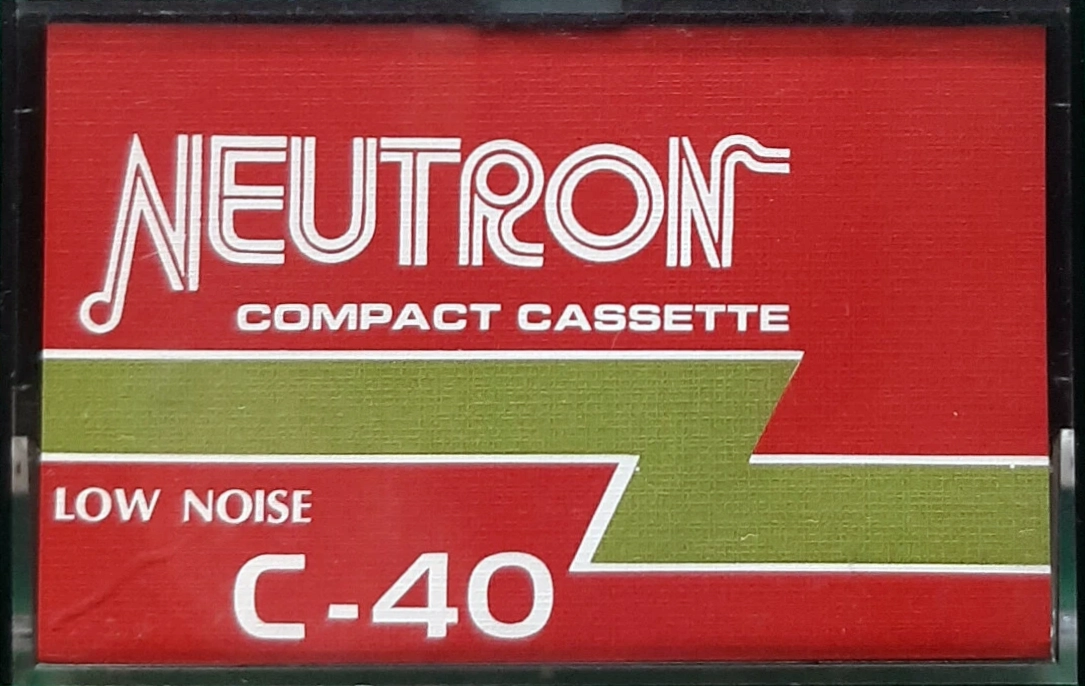 NEUTRON
COMPACT CASSETTE
LOW NOISE
C-40